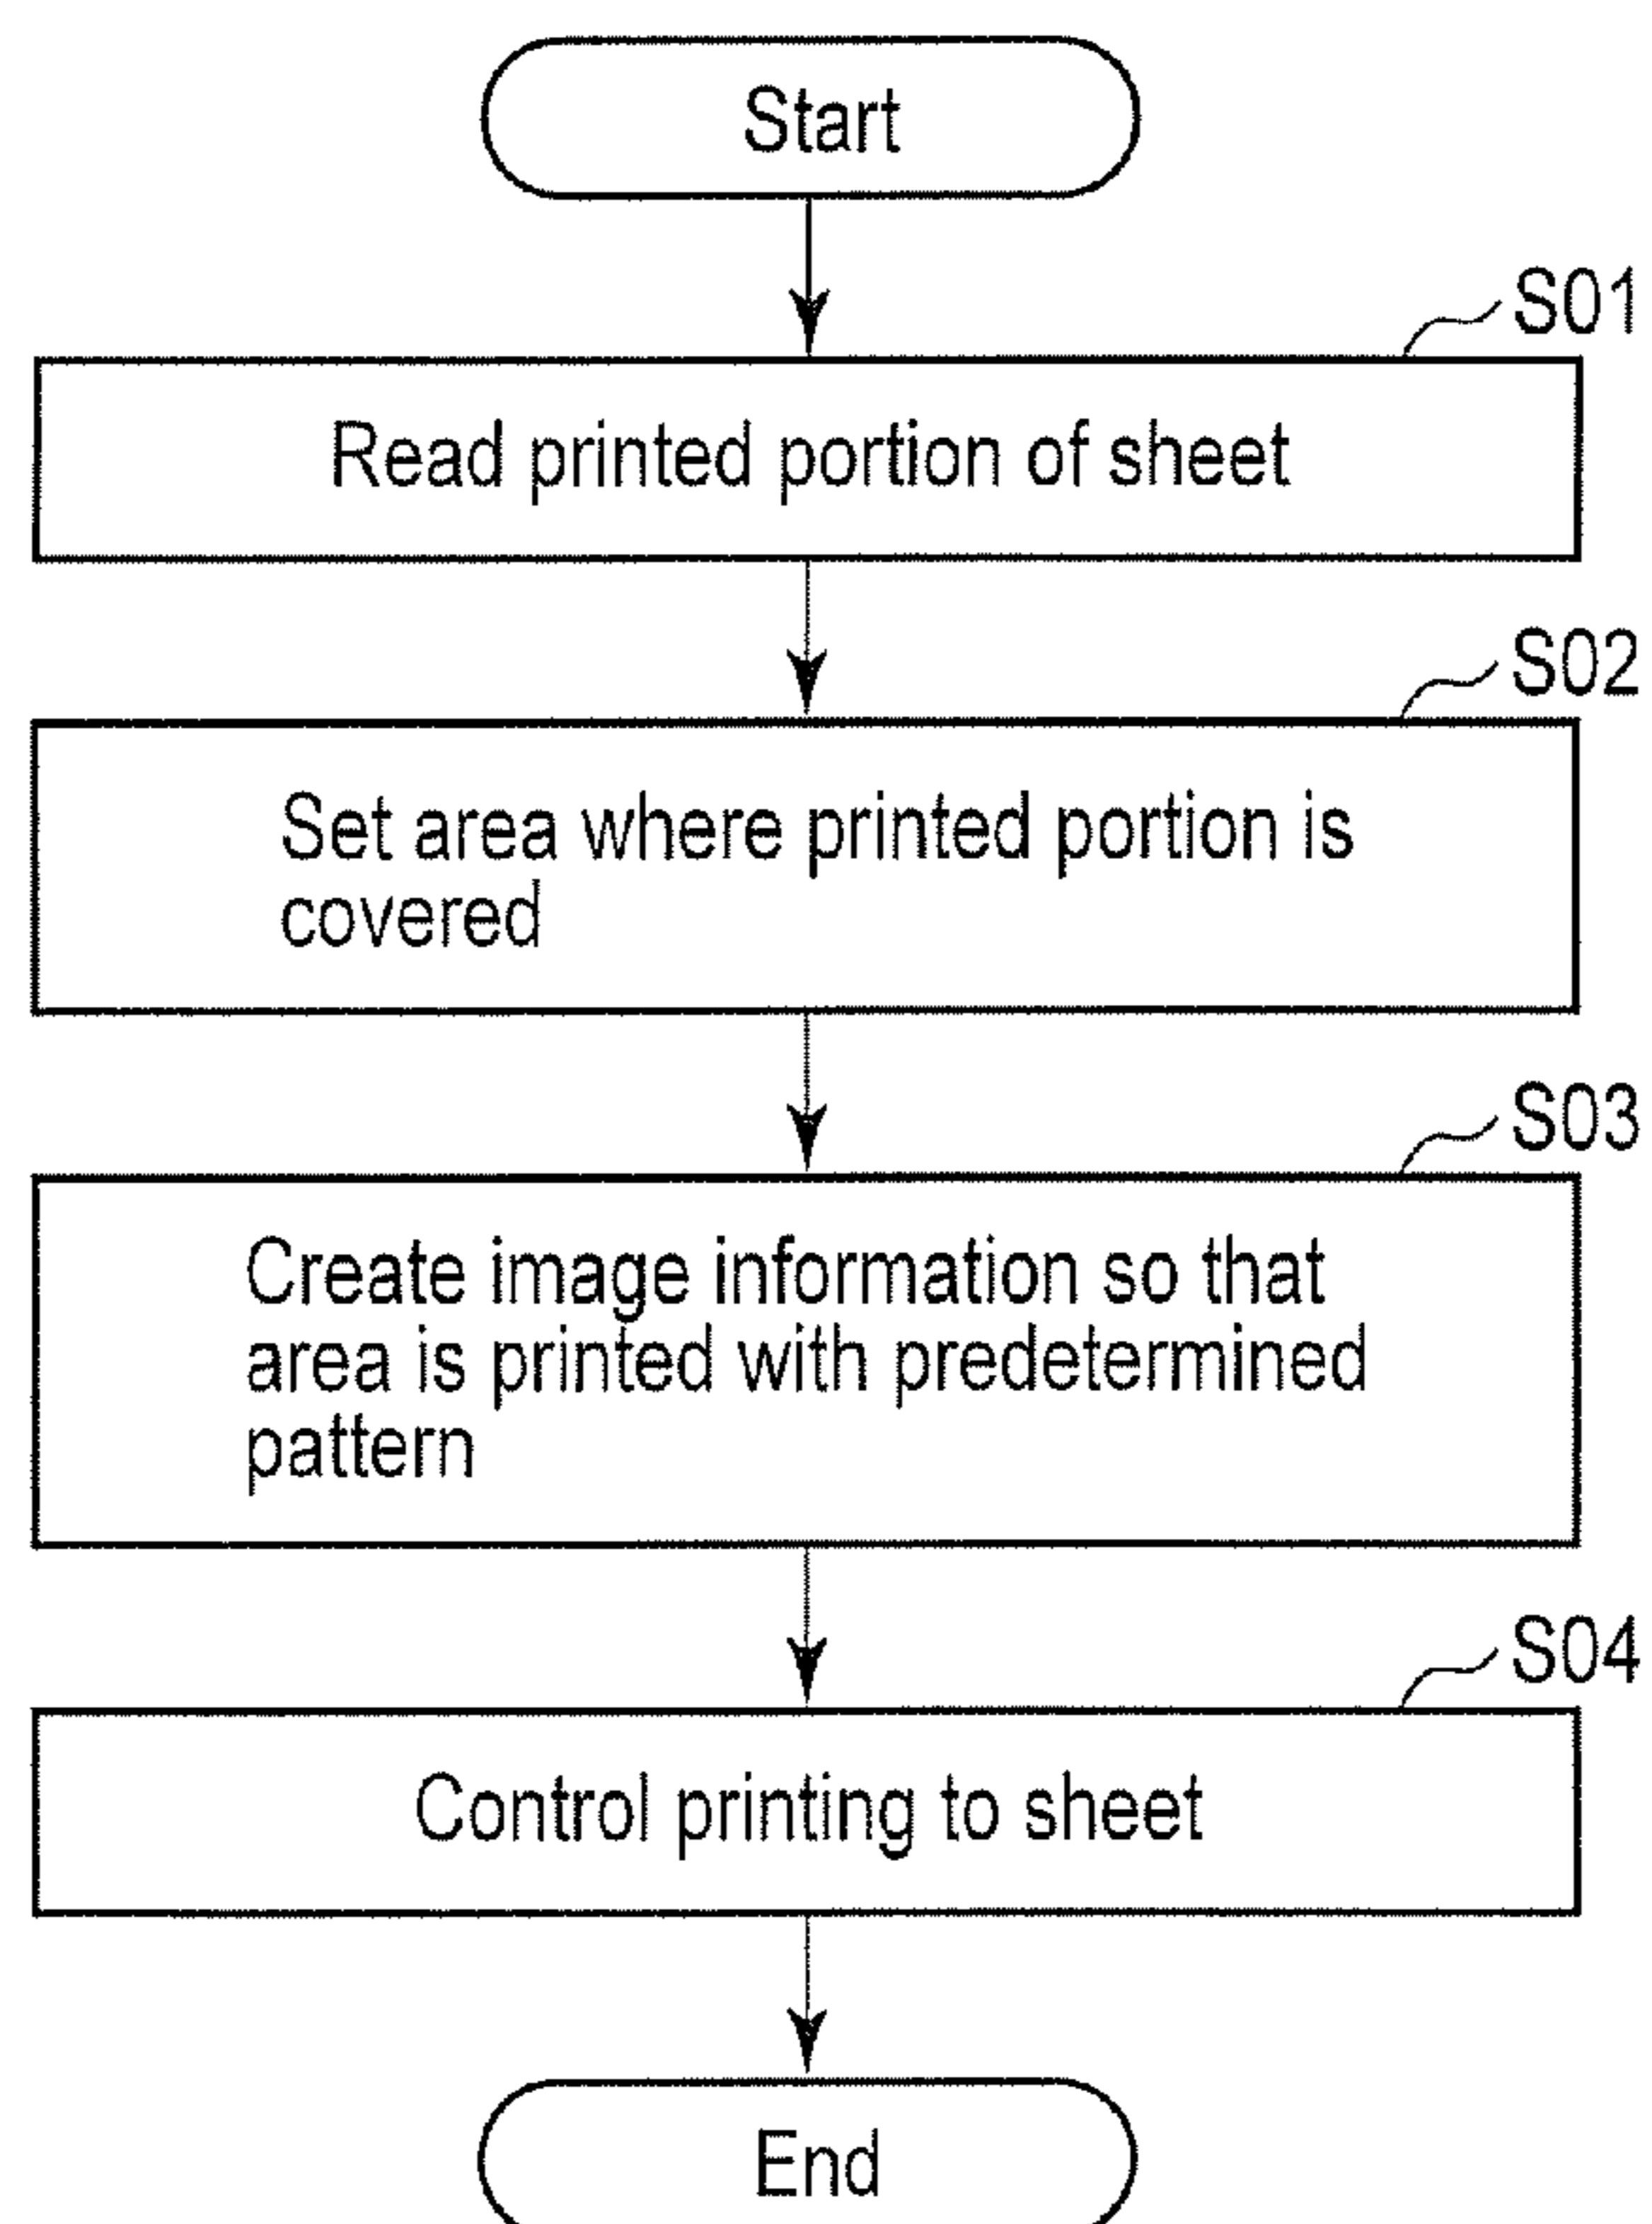 Start
S01
Read printed portion of sheet
S02
Set area where printed portion is
covered
S03
Create image information so that
area is printed with predetermined
pattern
S04
Control printing to sheet
End